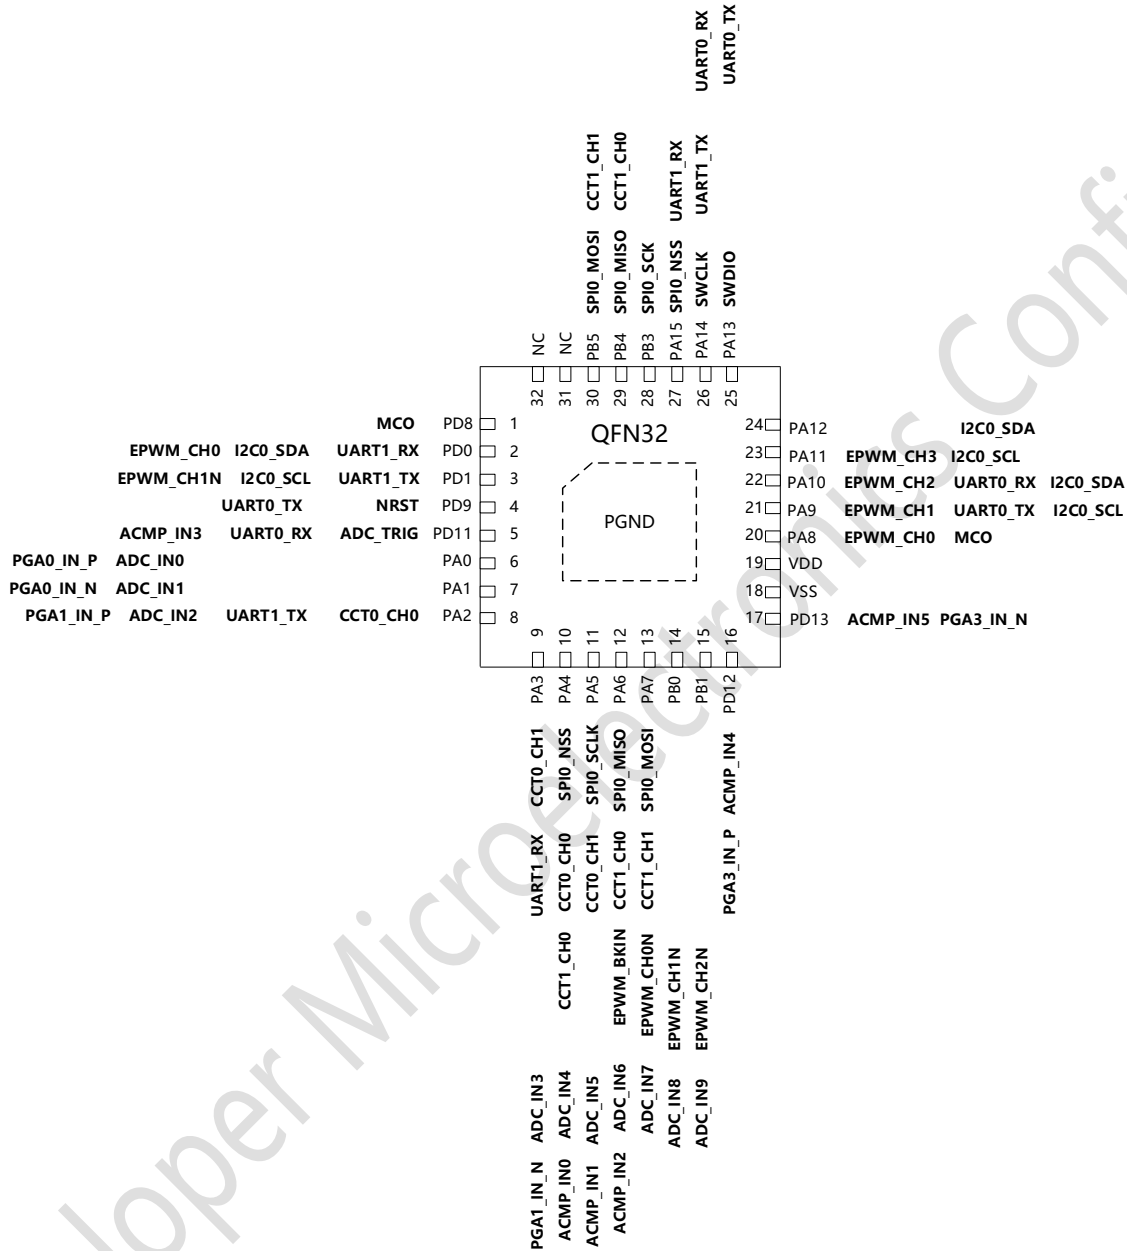 UART0_RX
UART0_TX
CCT1_CH1
CCT1_CH0
UART1_RX
UART1_TX
SPI0_MOSI
SPI0_MISO
SPI0_SCK
SPI0_NSS
SWCLK
SWDIO
NC
NC
PB5
PB4
PB3
PA15
PA14
PA13
32
31
30
29
28
27
26
25
QFN32
PGND
MCO PD8 1
EPWM_CH0 I2C0_SDA UART1_RX PD0 2
EPWM_CH1N I2C0_SCL UART1_TX PD1 3
UART0_TX NRST PD9 4
ACMP_IN3 UART0_RX ADC_TRIG PD11 5
PGA0_IN_P ADC_IN0 PA0 6
PGA0_IN_N ADC_IN1 PA1 7
PGA1_IN_P ADC_IN2 UART1_TX CCT0_CH0 PA2 8
24 PA12 I2C0_SDA
23 PA11 EPWM_CH3 I2C0_SCL
22 PA10 EPWM_CH2 UART0_RX I2C0_SDA
21 PA9 EPWM_CH1 UART0_TX I2C0_SCL
20 PA8 EPWM_CH0 MCO
19 VDD
18 VSS
17 PD13 ACMP_IN5 PGA3_IN_N
9
10
11
12
13
14
15
16
PA3
PA4
PA5
PA6
PA7
PB0
PB1
PD12
CCT0_CH1
SPI0_NSS
SPI0_SCLK
SPI0_MISO
SPI0_MOSI
ACMP_IN4
UART1_RX
CCT0_CH0
CCT0_CH1
CCT1_CH0
CCT1_CH1
PGA3_IN_P
CCT1_CH0
EPWM_BKIN
EPWM_CH0N
EPWM_CH1N
EPWM_CH2N
ADC_IN3
ADC_IN4
ADC_IN5
ADC_IN6
ADC_IN7
ADC_IN8
ADC_IN9
PGA1_IN_N
ACMP_IN0
ACMP_IN1
ACMP_IN2
loper Microelectronics Confi